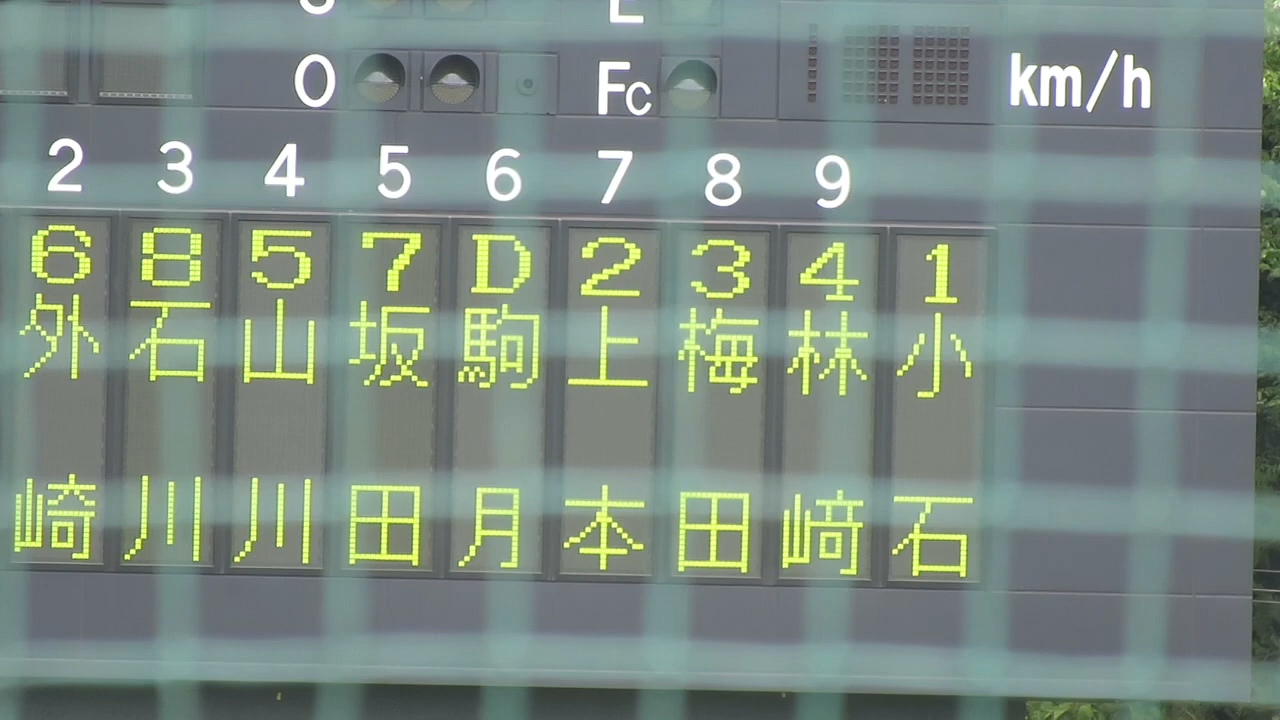 O Fc km/h
2 3 4 5 6 7 8 9
6 8 5 7 D 2 3 4 1
外崎 石川 山川 坂田 駒月 上本 梅田 林﨑 小石